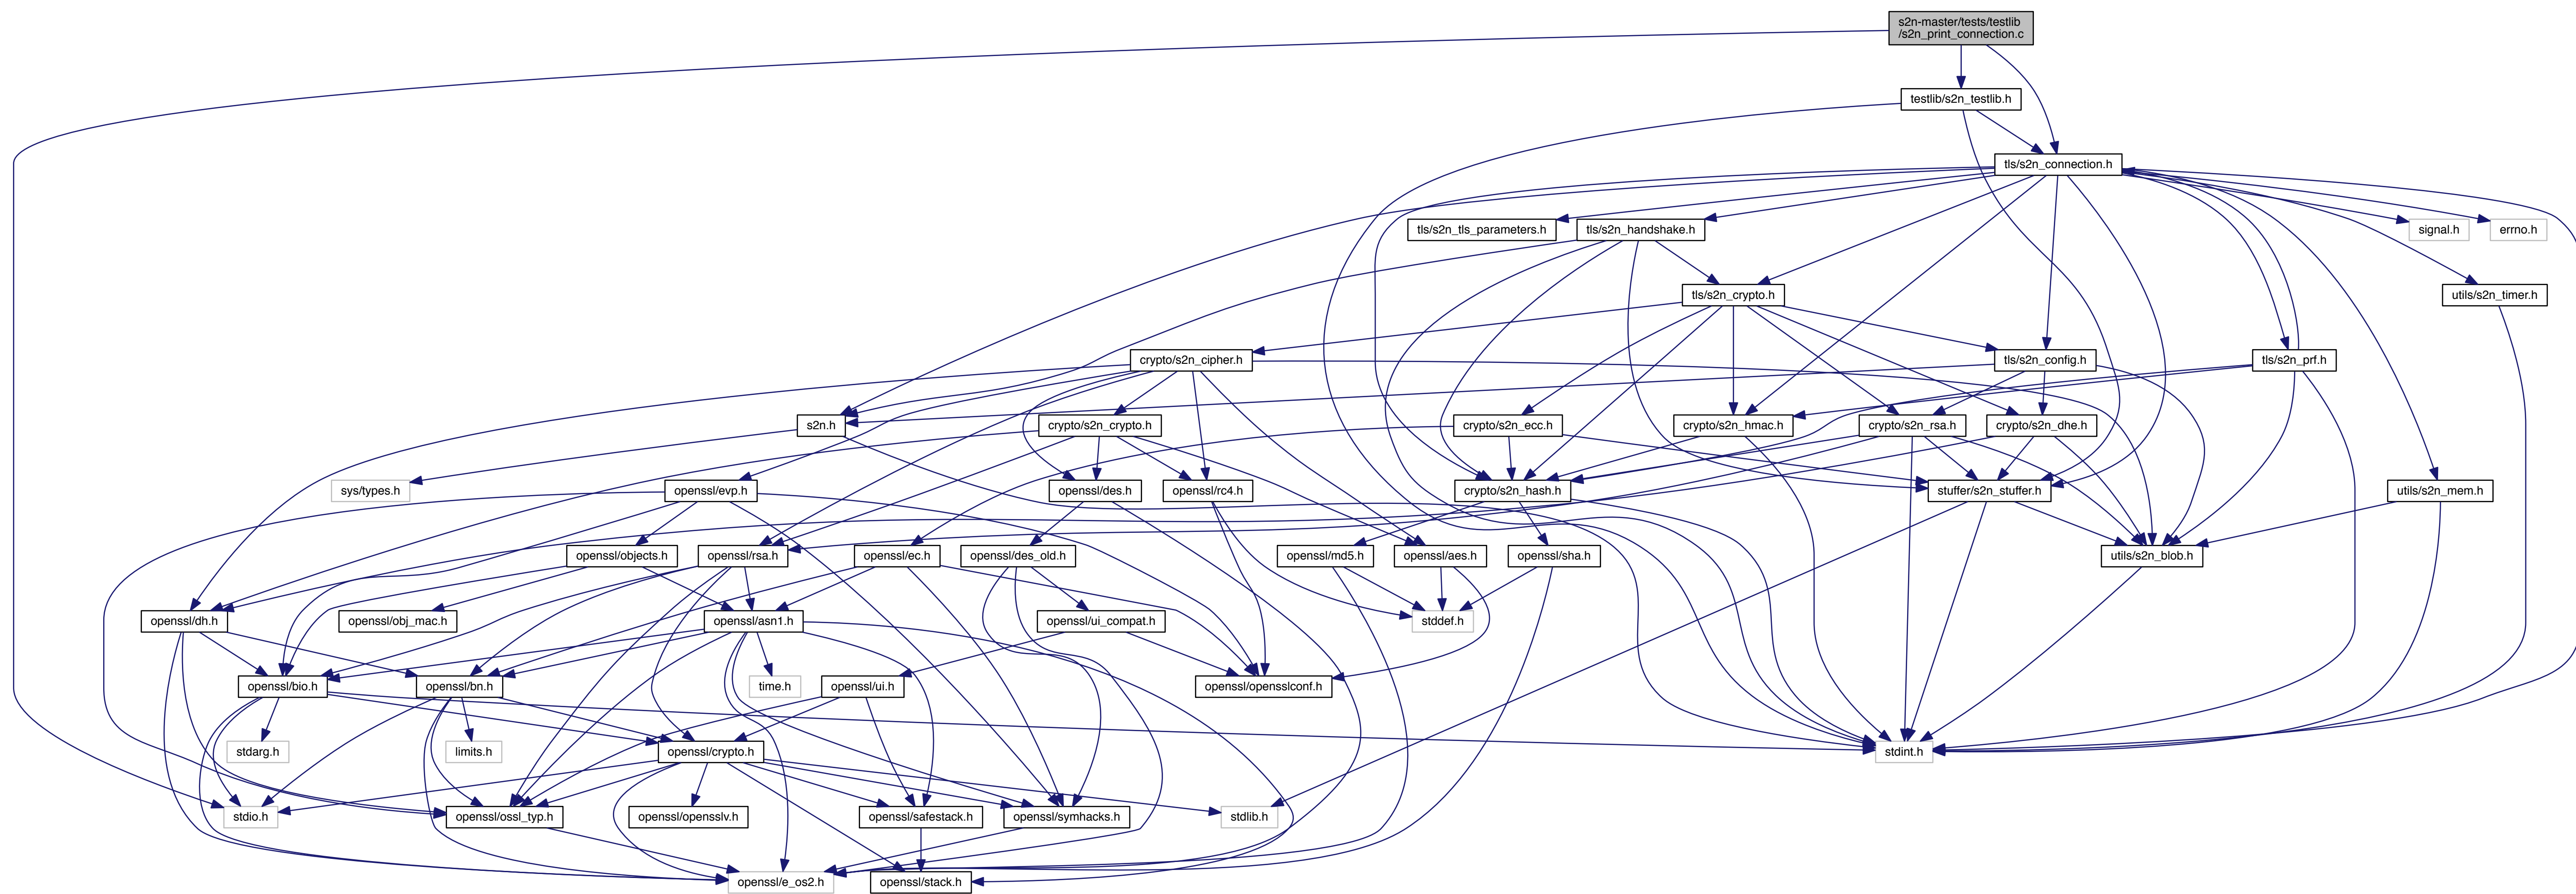 s2n-master/tests/testlib
/s2n_print_connection.c
testlib/s2n_testlib.h
tls/s2n_connection.h
tls/s2n_tls_parameters.h
tls/s2n_handshake.h
signal.h
errno.h
tls/s2n_crypto.h
utils/s2n_timer.h
crypto/s2n_cipher.h
tls/s2n_config.h
tls/s2n_prf.h
s2n.h
crypto/s2n_crypto.h
crypto/s2n_ecc.h
crypto/s2n_hmac.h
crypto/s2n_rsa.h
crypto/s2n_dhe.h
sys/types.h
openssl/evp.h
openssl/des.h
openssl/rc4.h
crypto/s2n_hash.h
stuffer/s2n_stuffer.h
utils/s2n_mem.h
openssl/objects.h
openssl/rsa.h
openssl/ec.h
openssl/des_old.h
openssl/md5.h
openssl/aes.h
openssl/sha.h
utils/s2n_blob.h
openssl/dh.h
openssl/obj_mac.h
openssl/asn1.h
openssl/ui_compat.h
stddef.h
openssl/bio.h
openssl/bn.h
time.h
openssl/ui.h
openssl/opensslconf.h
stdarg.h
limits.h
openssl/crypto.h
stdint.h
stdio.h
openssl/ossl_typ.h
openssl/opensslv.h
openssl/safestack.h
openssl/symhacks.h
stdlib.h
openssl/e_os2.h
openssl/stack.h